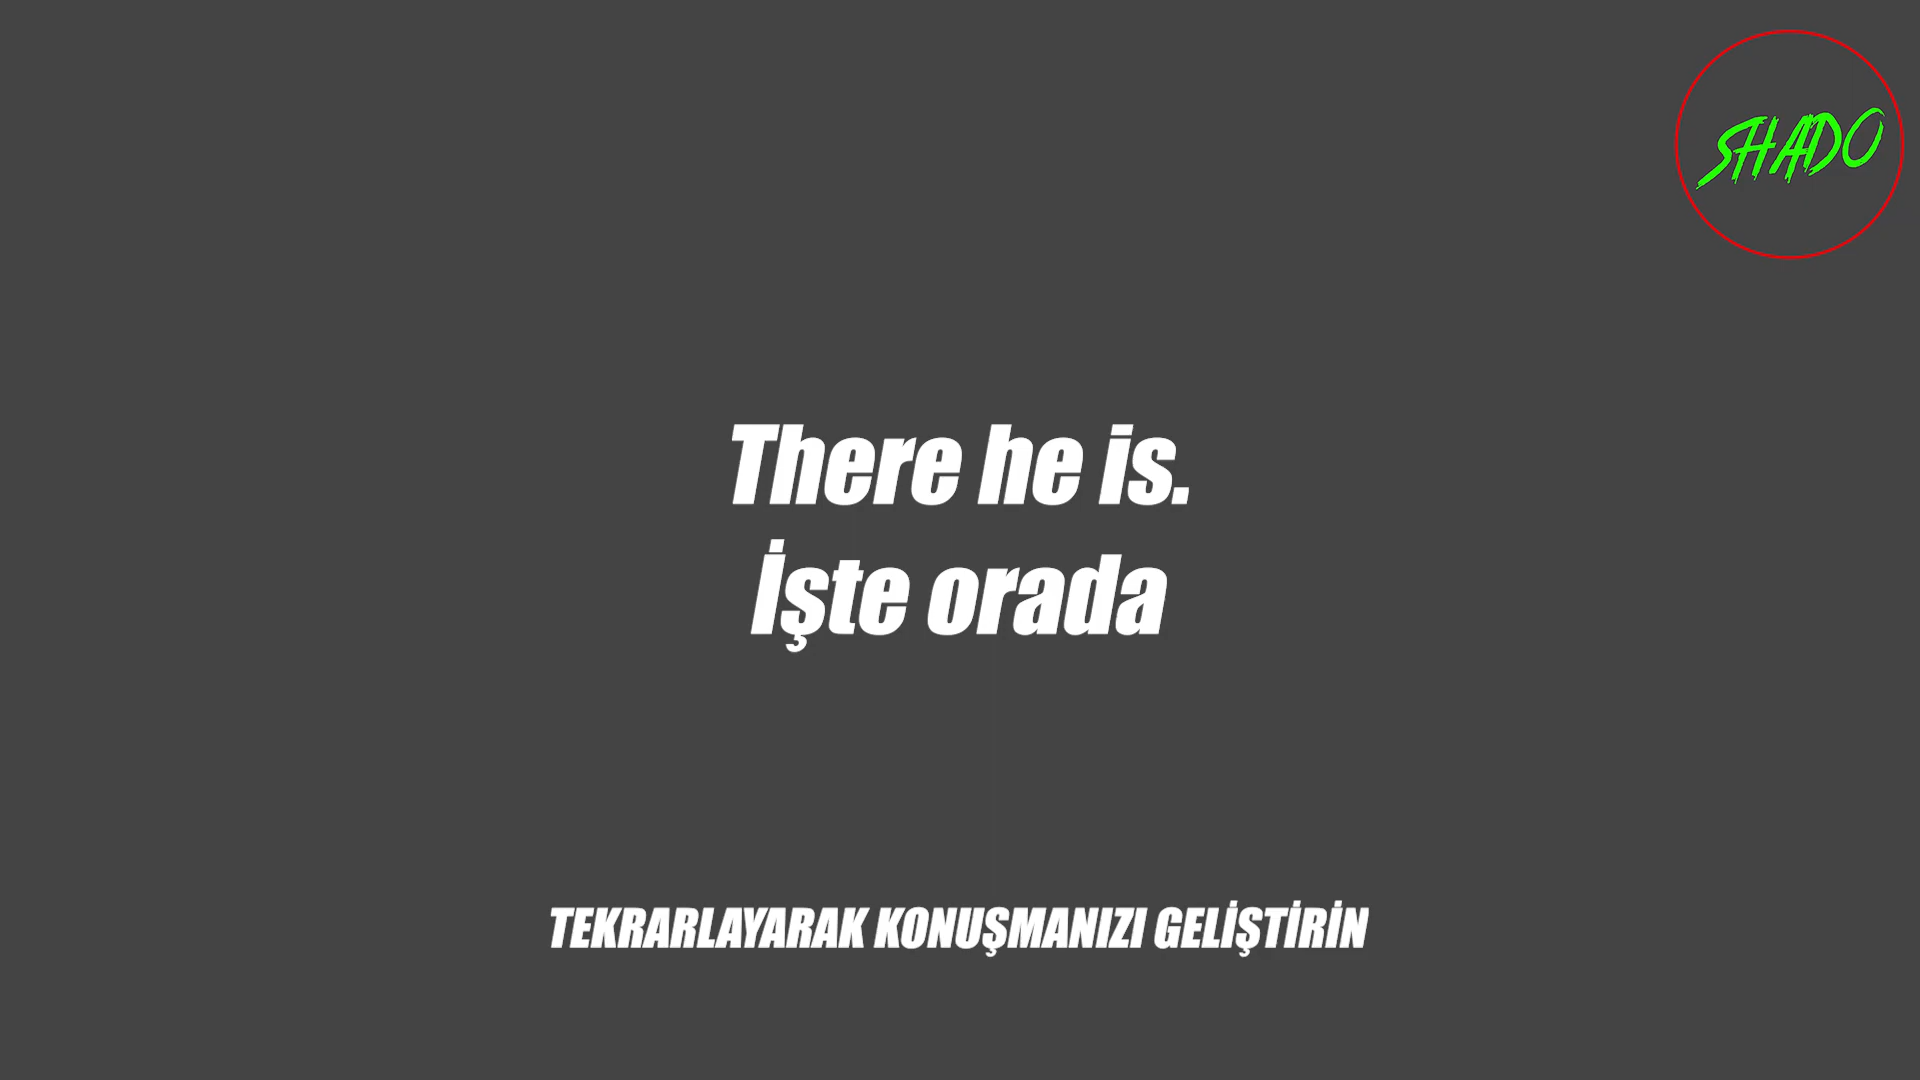 SHADO
There he is.
İşte orada
TEKRARLAYARAK KONUŞMANIZI GELİŞTİRİN